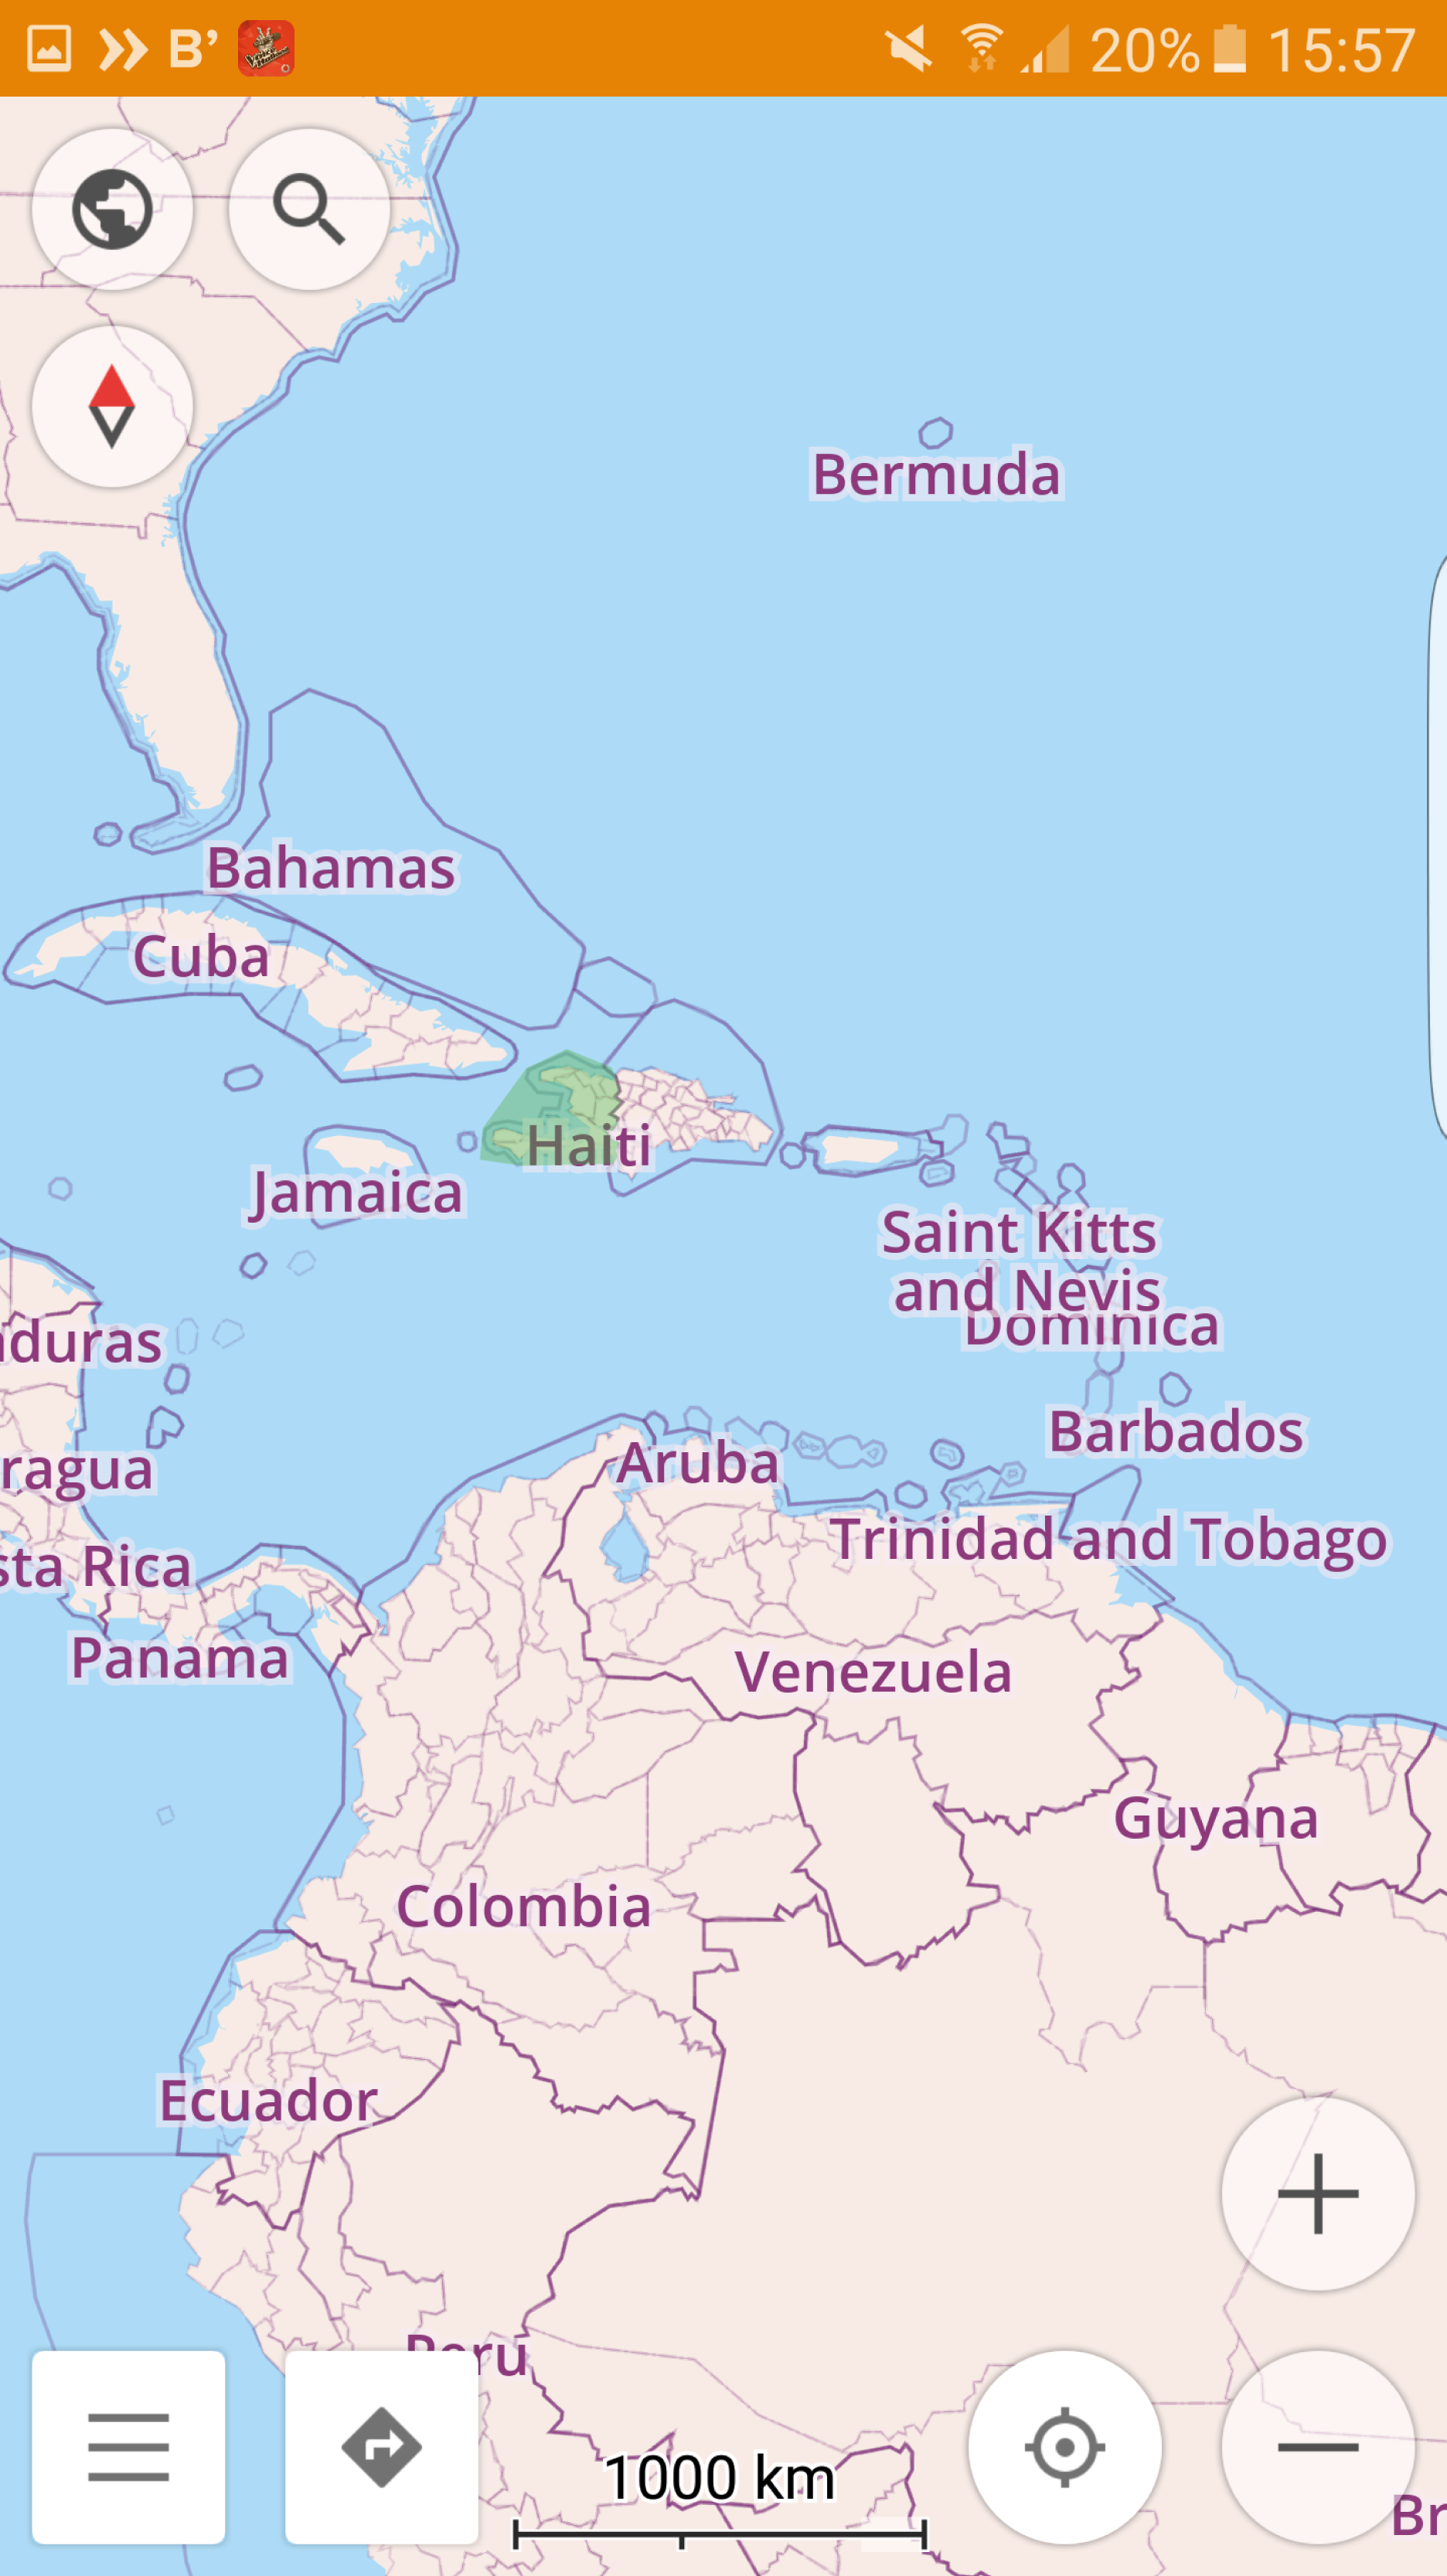 B’ 20% 15:57
Bermuda
Bahamas
Cuba
Haiti
Jamaica
Saint Kitts
and Nevis
Dominica
duras
Barbados
ragua
Aruba
Trinidad and Tobago
sta Rica
Panama
Venezuela
Guyana
Colombia
Ecuador
Peru
1000 km
Br